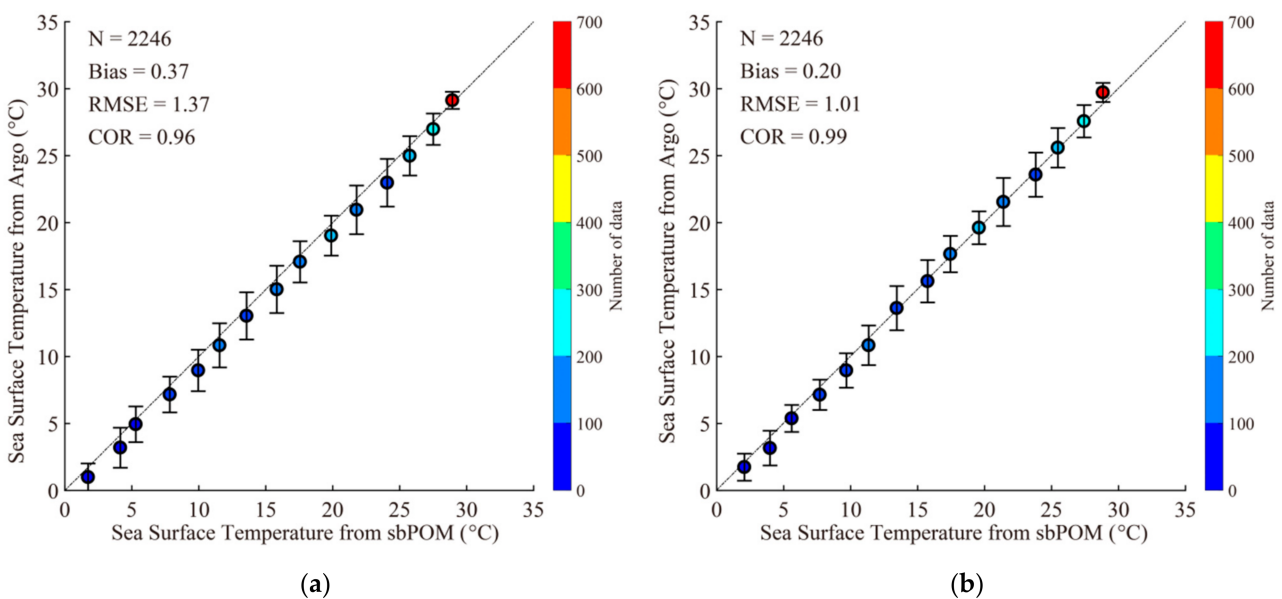 35
30
25
20
15
10
5
0
0 5 10 15 20 25 30 35
Sea Surface Temperature from Argo (°C)
Sea Surface Temperature from sbPOM (°C)
N = 2246
Bias = 0.37
RMSE = 1.37
COR = 0.96
700
600
500
400
300
200
100
0
Number of data
(a)
35
30
25
20
15
10
5
0
0 5 10 15 20 25 30 35
Sea Surface Temperature from Argo (°C)
Sea Surface Temperature from sbPOM (°C)
N = 2246
Bias = 0.20
RMSE = 1.01
COR = 0.99
700
600
500
400
300
200
100
0
Number of data
(b)